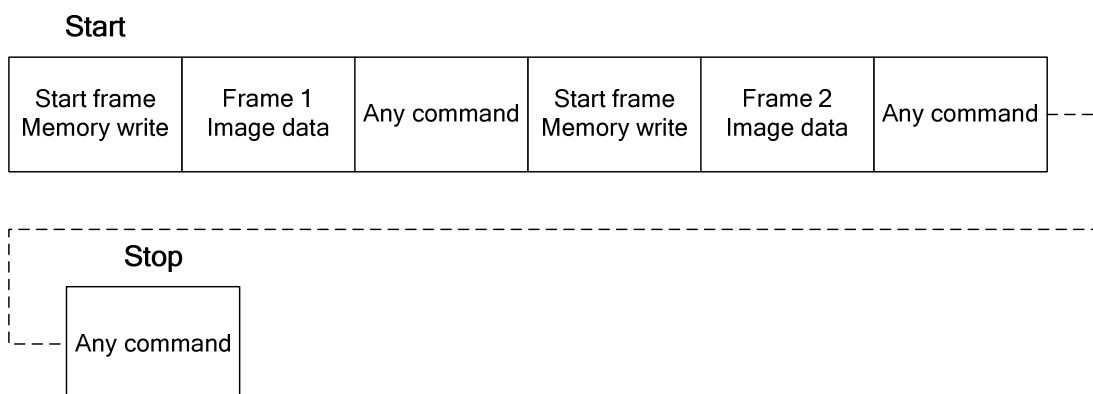 Start
Start frame
Memory write
Frame 1
Image data
Any command
Start frame
Memory write
Frame 2
Image data
Any command
Stop
Any command